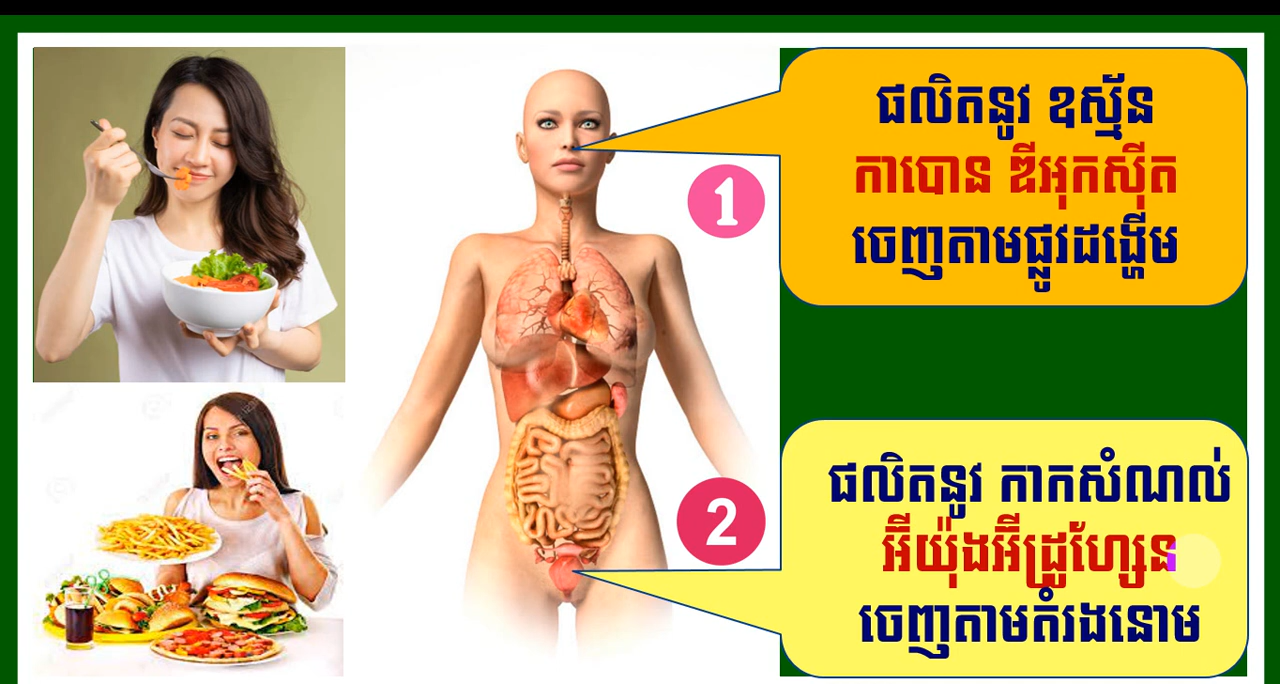 ផលិតនូវ ឧស្ម័ន
កាបោន ឌីអុកស៊ីត
ចេញតាមផ្លូវដង្ហើម
1
ផលិតនូវ កាកសំណល់
អ៊ីយ៉ុងអ៊ីដ្រូហ្សែន
ចេញតាមតំរងនោម
2